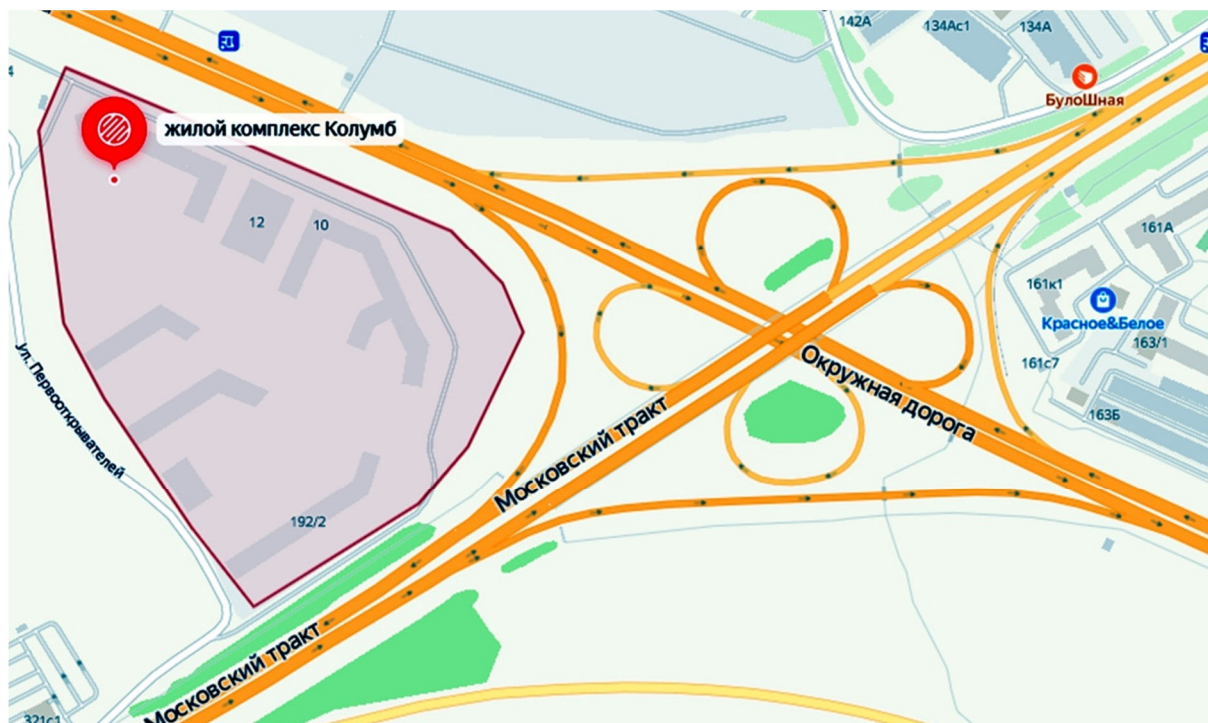 142А
134Ас1
134А
БулоШная
жилой комплекс Колумб
12
10
161А
161к1
Красное&Белое
163/1
161с7
163Б
Окружная дорога
Московский тракт
ул. Первооткрывателей
192/2
Московский тракт
321с1